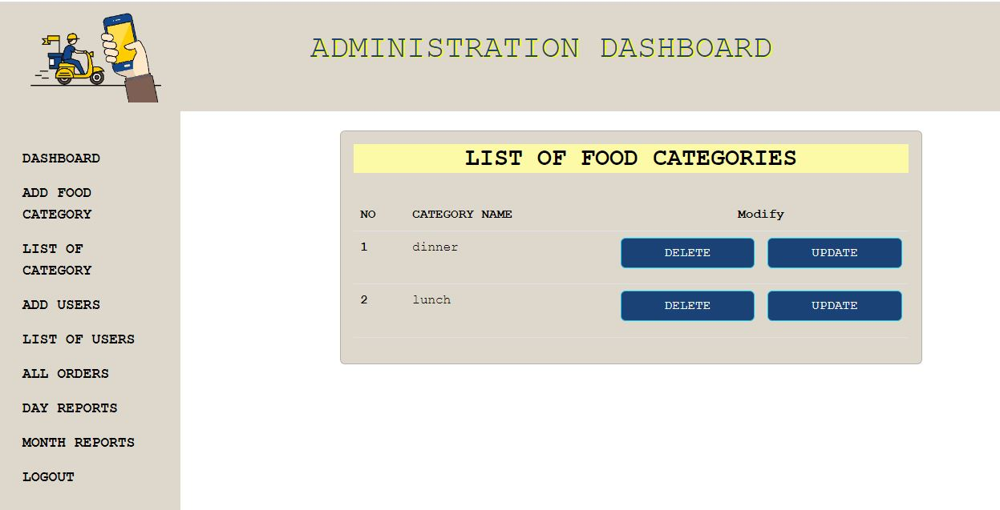 ADMINISTRATION DASHBOARD
DASHBOARD
ADD FOOD
CATEGORY
LIST OF
CATEGORY
ADD USERS
LIST OF USERS
ALL ORDERS
DAY REPORTS
MONTH REPORTS
LOGOUT
LIST OF FOOD CATEGORIES
NO CATEGORY NAME Modify
1 dinner DELETE UPDATE
2 lunch DELETE UPDATE